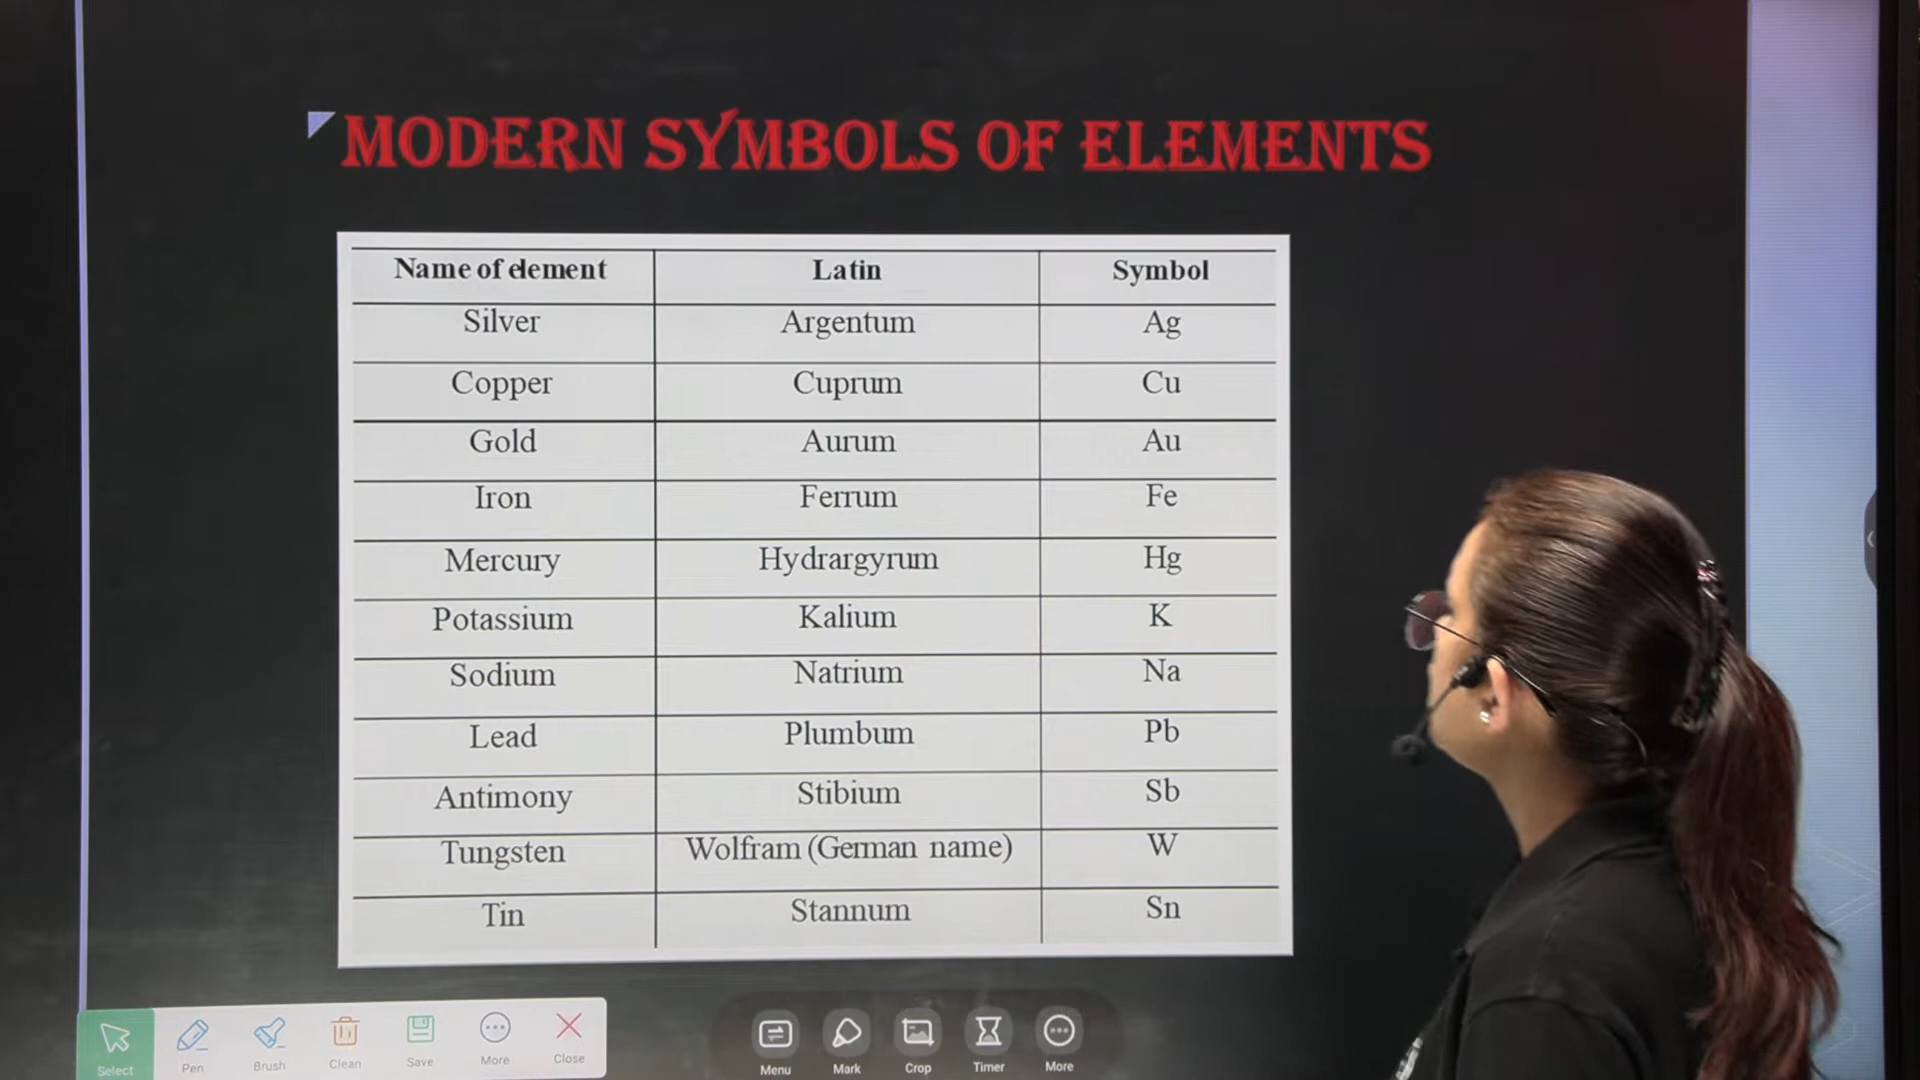 MODERN SYMBOLS OF ELEMENTS
Name of element Latin Symbol
Silver Argentum Ag
Copper Cuprum Cu
Gold Aurum Au
Iron Ferrum Fe
Mercury Hydrargyrum Hg
Potassium Kalium K
Sodium Natrium Na
Lead Plumbum Pb
Antimony Stibium Sb
Tungsten Wolfram (German name) W
Tin Stannum Sn
Select Pen Brush Clean Save More Close
Menu Mark Crop Timer More